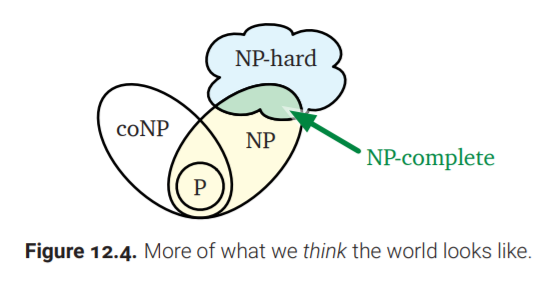 NP-hard
coNP
NP
NP-complete
P
Figure 12.4. More of what we think the world looks like.